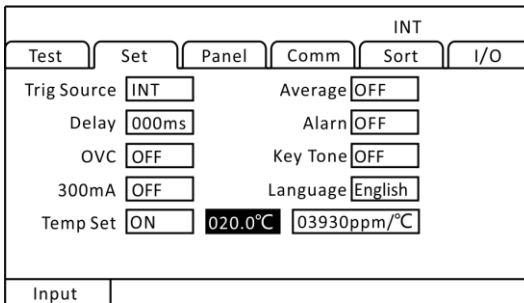 INT
Test Set Panel Comm Sort I/O
Trig Source INT Average OFF
Delay 000ms Alarn OFF
OVC OFF Key Tone OFF
300mA OFF Language English
Temp Set ON 020.0℃ 03930ppm/℃
Input